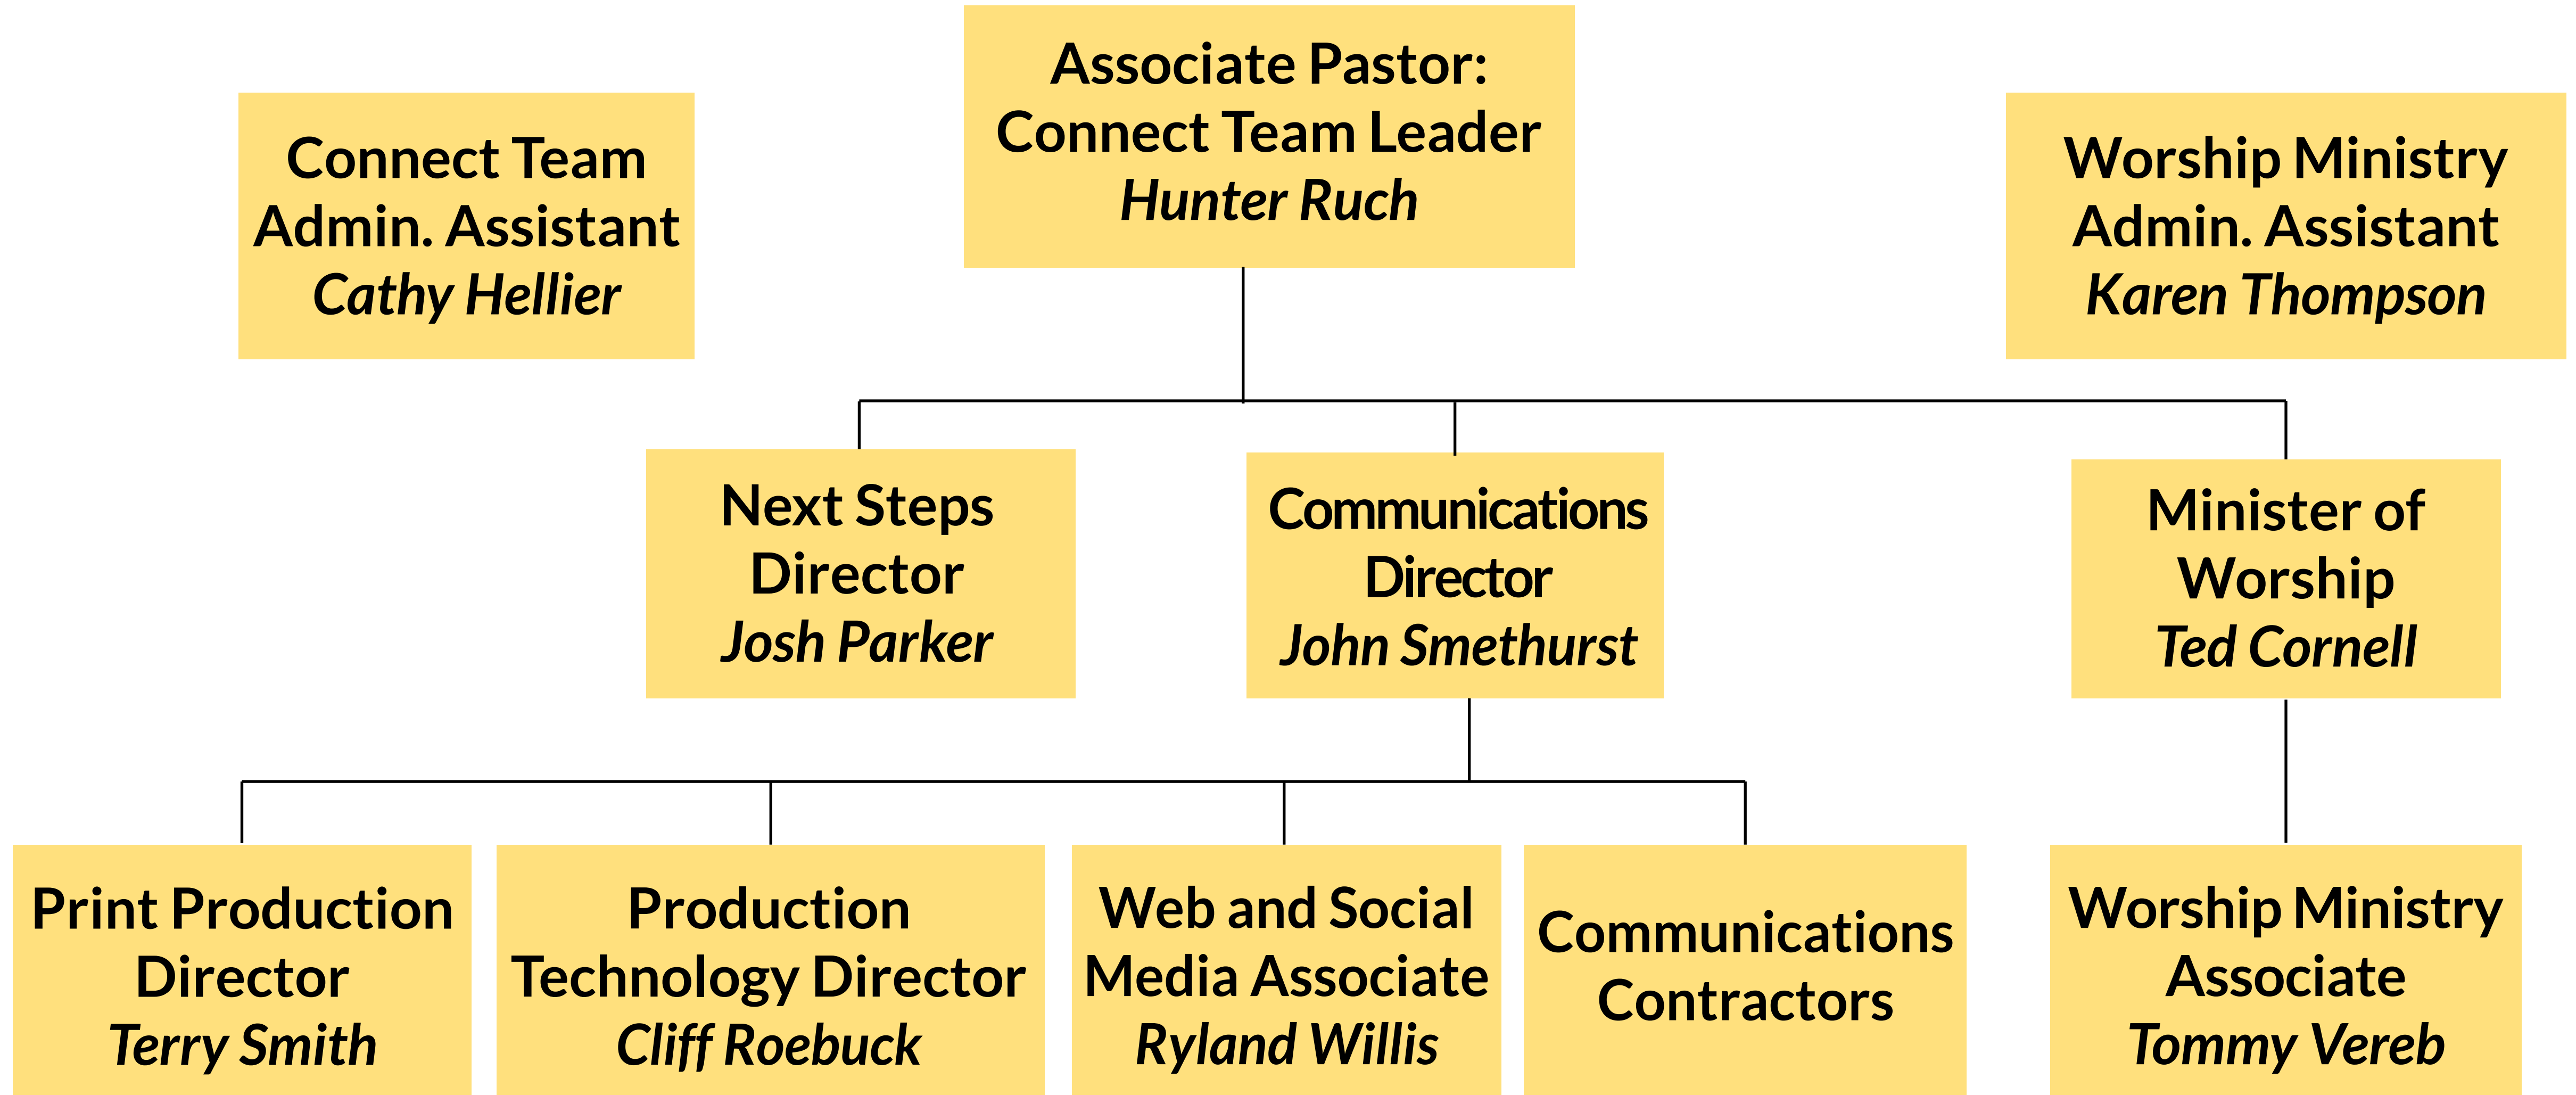 Associate Pastor:
Connect Team Leader
Hunter Ruch
Connect Team
Admin. Assistant
Cathy Hellier
Worship Ministry
Admin. Assistant
Karen Thompson
Next Steps
Director
Josh Parker
Communications
Director
John Smethurst
Minister of
Worship
Ted Cornell
Print Production
Director
Terry Smith
Production
Technology Director
Cliff Roebuck
Web and Social
Media Associate
Ryland Willis
Communications
Contractors
Worship Ministry
Associate
Tommy Vereb